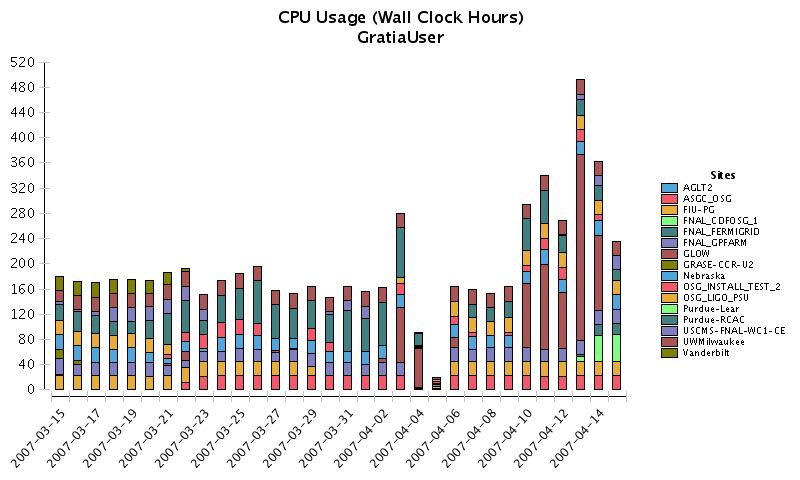 CPU Usage (Wall Clock Hours)
GratiaUser
520
480
440
400
360
320
280
240
200
160
120
80
40
0
2007-03-15
2007-03-17
2007-03-19
2007-03-21
2007-03-23
2007-03-25
2007-03-27
2007-03-29
2007-03-31
2007-04-02
2007-04-04
2007-04-06
2007-04-08
2007-04-10
2007-04-12
2007-04-14
Sites
AGLT2
ASGC_OSG
FIU-PG
FNAL_CDFOSG_1
FNAL_FERMIGRID
FNAL_GPFARM
GLOW
GRASE-CCR-U2
Nebraska
OSG_INSTALL_TEST_2
OSG_LIGO_PSU
Purdue-Lear
Purdue-RCAC
USCMS-FNAL-WC1-CE
UWMilwaukee
Vanderbilt